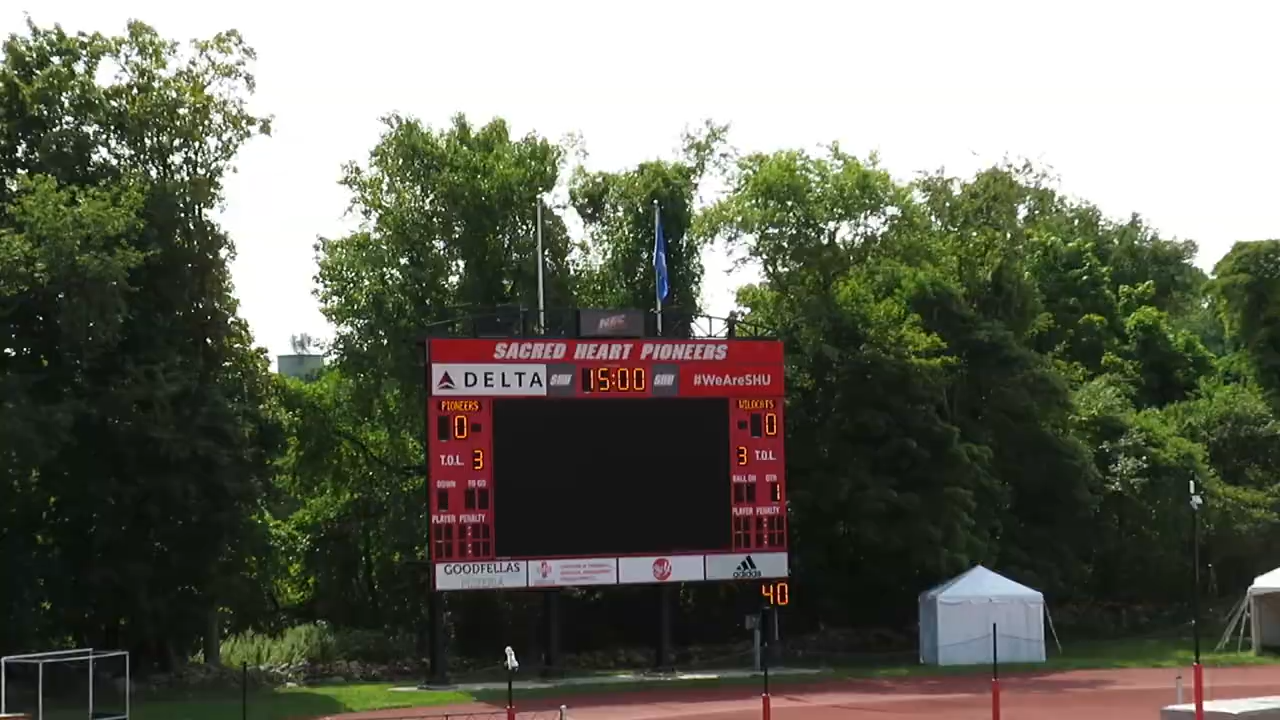 NEC
SACRED HEART PIONEERS
DELTA SHU 15:00 SHU #WeAreSHU
PIONEERS WILDCATS
0 0
T.O.L. 3 3 T.O.L.
DOWN TO GO BALL ON QTR
1
PLAYER PENALTY PLAYER PENALTY
GOODFELLAS
adidas
40